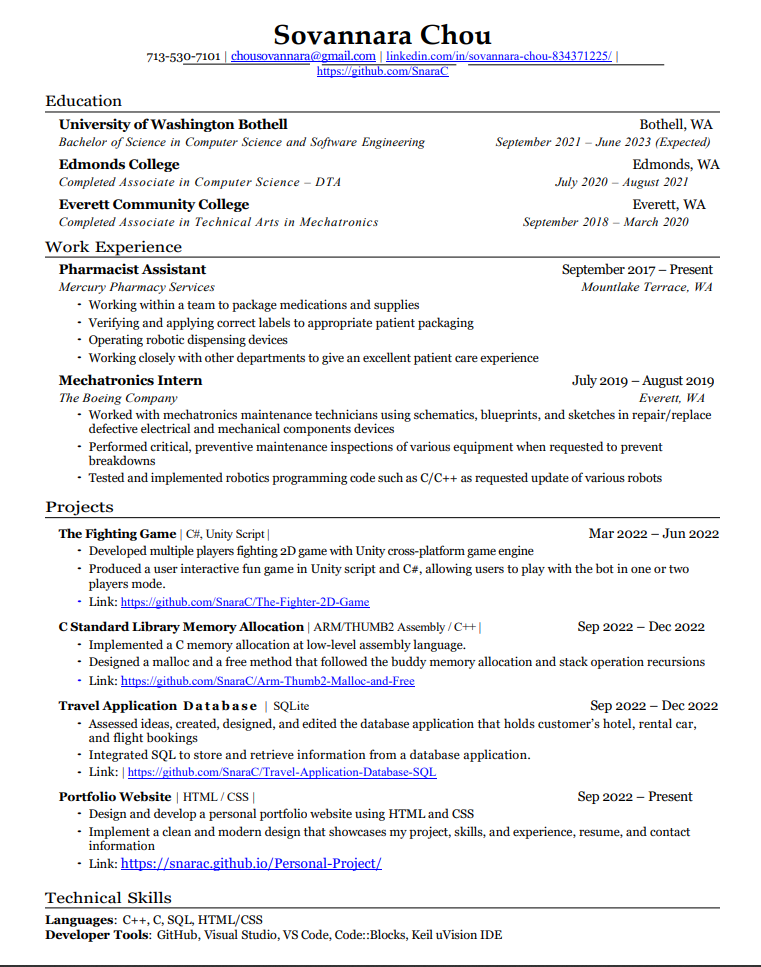 Sovannara Chou
713-530-7101 | chousovannara@gmail.com | linkedin.com/in/sovannara-chou-834371225/ |
https://github.com/SnaraC
Education
University of Washington Bothell Bothell, WA
Bachelor of Science in Computer Science and Software Engineering September 2021 – June 2023 (Expected)
Edmonds College Edmonds, WA
Completed Associate in Computer Science – DTA July 2020 – August 2021
Everett Community College Everett, WA
Completed Associate in Technical Arts in Mechatronics September 2018 – March 2020
Work Experience
Pharmacist Assistant September 2017 – Present
Mercury Pharmacy Services Mountlake Terrace, WA
- Working within a team to package medications and supplies
- Verifying and applying correct labels to appropriate patient packaging
- Operating robotic dispensing devices
- Working closely with other departments to give an excellent patient care experience
Mechatronics Intern July 2019 – August 2019
The Boeing Company Everett, WA
- Worked with mechatronics maintenance technicians using schematics, blueprints, and sketches in repair/replace
defective electrical and mechanical components devices
- Performed critical, preventive maintenance inspections of various equipment when requested to prevent
breakdowns
- Tested and implemented robotics programming code such as C/C++ as requested update of various robots
Projects
The Fighting Game | C#, Unity Script | Mar 2022 – Jun 2022
- Developed multiple players fighting 2D game with Unity cross-platform game engine
- Produced a user interactive fun game in Unity script and C#, allowing users to play with the bot in one or two
players mode.
- Link: https://github.com/SnaraC/The-Fighter-2D-Game
C Standard Library Memory Allocation | ARM/THUMB2 Assembly / C++ | Sep 2022 – Dec 2022
- Implemented a C memory allocation at low-level assembly language.
- Designed a malloc and a free method that followed the buddy memory allocation and stack operation recursions
- Link: https://github.com/SnaraC/Arm-Thumb2-Malloc-and-Free
Travel Application Database | SQLite Sep 2022 – Dec 2022
- Assessed ideas, created, designed, and edited the database application that holds customer's hotel, rental car,
and flight bookings
- Integrated SQL to store and retrieve information from a database application.
- Link: | https://github.com/SnaraC/Travel-Application-Database-SQL
Portfolio Website | HTML / CSS | Sep 2022 – Present
- Design and develop a personal portfolio website using HTML and CSS
- Implement a clean and modern design that showcases my project, skills, and experience, resume, and contact
information
- Link: https://snarac.github.io/Personal-Project/
Technical Skills
Languages: C++, C, SQL, HTML/CSS
Developer Tools: GitHub, Visual Studio, VS Code, Code::Blocks, Keil uVision IDE